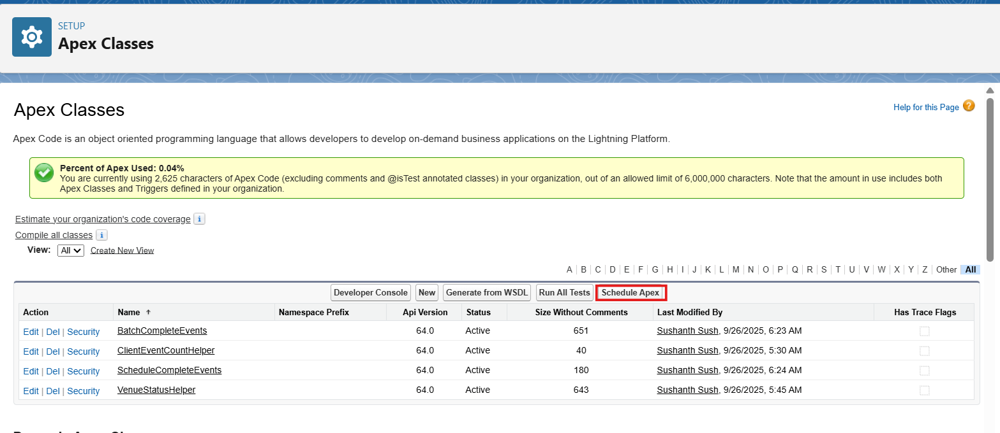 SETUP
Apex Classes
Apex Classes
Help for this Page ?
Apex Code is an object oriented programming language that allows developers to develop on-demand business applications on the Lightning Platform.
Percent of Apex Used: 0.04%
You are currently using 2,625 characters of Apex Code (excluding comments and @isTest annotated classes) in your organization, out of an allowed limit of 6,000,000 characters. Note that the amount in use includes both
Apex Classes and Triggers defined in your organization.
Estimate your organization's code coverage i
Compile all classes i
View: All Create New View
A | B | C | D | E | F | G | H | I | J | K | L | M | N | O | P | Q | R | S | T | U | V | W | X | Y | Z | Other | All
Developer Console New Generate from WSDL Run All Tests Schedule Apex
Action Name ↑ Namespace Prefix Api Version Status Size Without Comments Last Modified By Has Trace Flags
Edit | Del | Security BatchCompleteEvents 64.0 Active 651 Sushanth Sush, 9/26/2025, 6:23 AM
Edit | Del | Security ClientEventCountHelper 64.0 Active 40 Sushanth Sush, 9/26/2025, 5:30 AM
Edit | Del | Security ScheduleCompleteEvents 64.0 Active 180 Sushanth Sush, 9/26/2025, 6:24 AM
Edit | Del | Security VenueStatusHelper 64.0 Active 643 Sushanth Sush, 9/26/2025, 5:45 AM